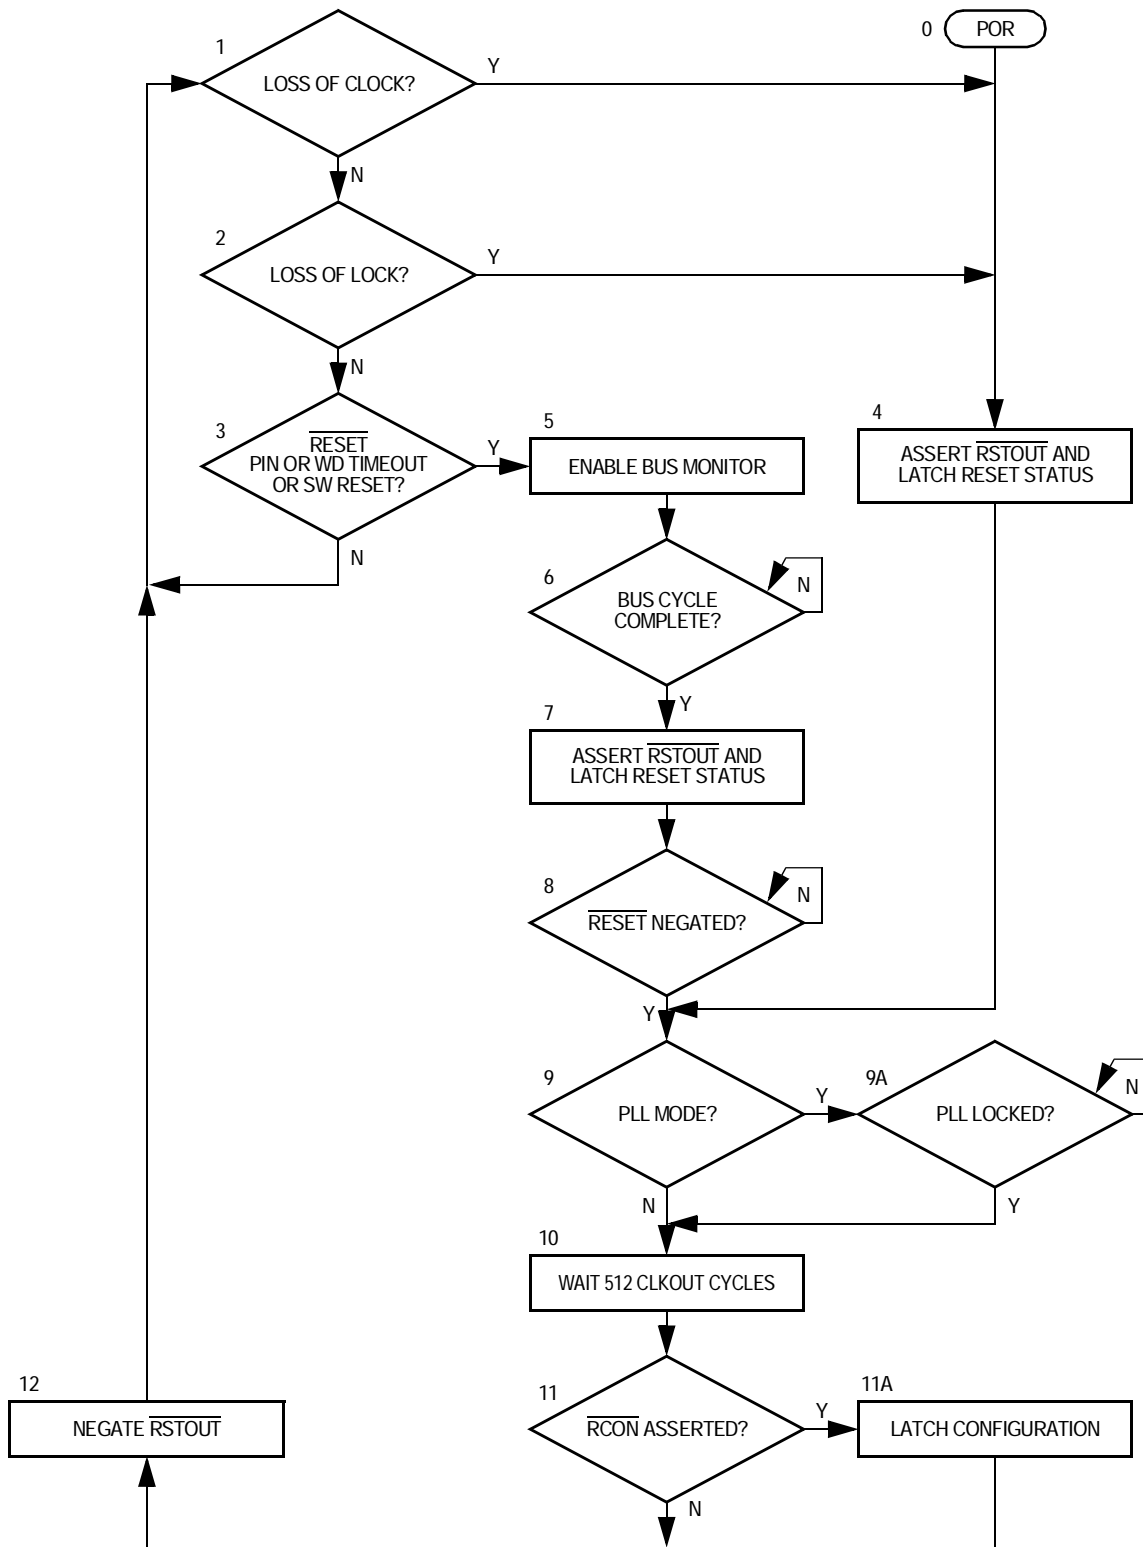 0
POR
1
LOSS OF CLOCK?
Y
N
2
LOSS OF LOCK?
Y
N
3
RESET
PIN OR WD TIMEOUT
OR SW RESET?
Y
N
4
ASSERT RSTOUT AND
LATCH RESET STATUS
5
ENABLE BUS MONITOR
6
BUS CYCLE
COMPLETE?
N
Y
7
ASSERT RSTOUT AND
LATCH RESET STATUS
8
RESET NEGATED?
N
Y
9
PLL MODE?
Y
N
9A
PLL LOCKED?
N
Y
10
WAIT 512 CLKOUT CYCLES
11
RCON ASSERTED?
Y
N
11A
LATCH CONFIGURATION
12
NEGATE RSTOUT